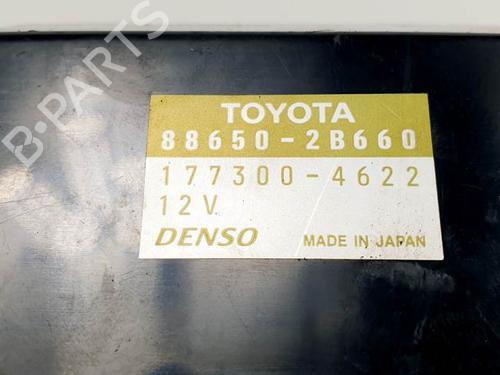 B-PARTS
TOYOTA
88650-2B660
177300-4622
12V
DENSO MADE IN JAPAN